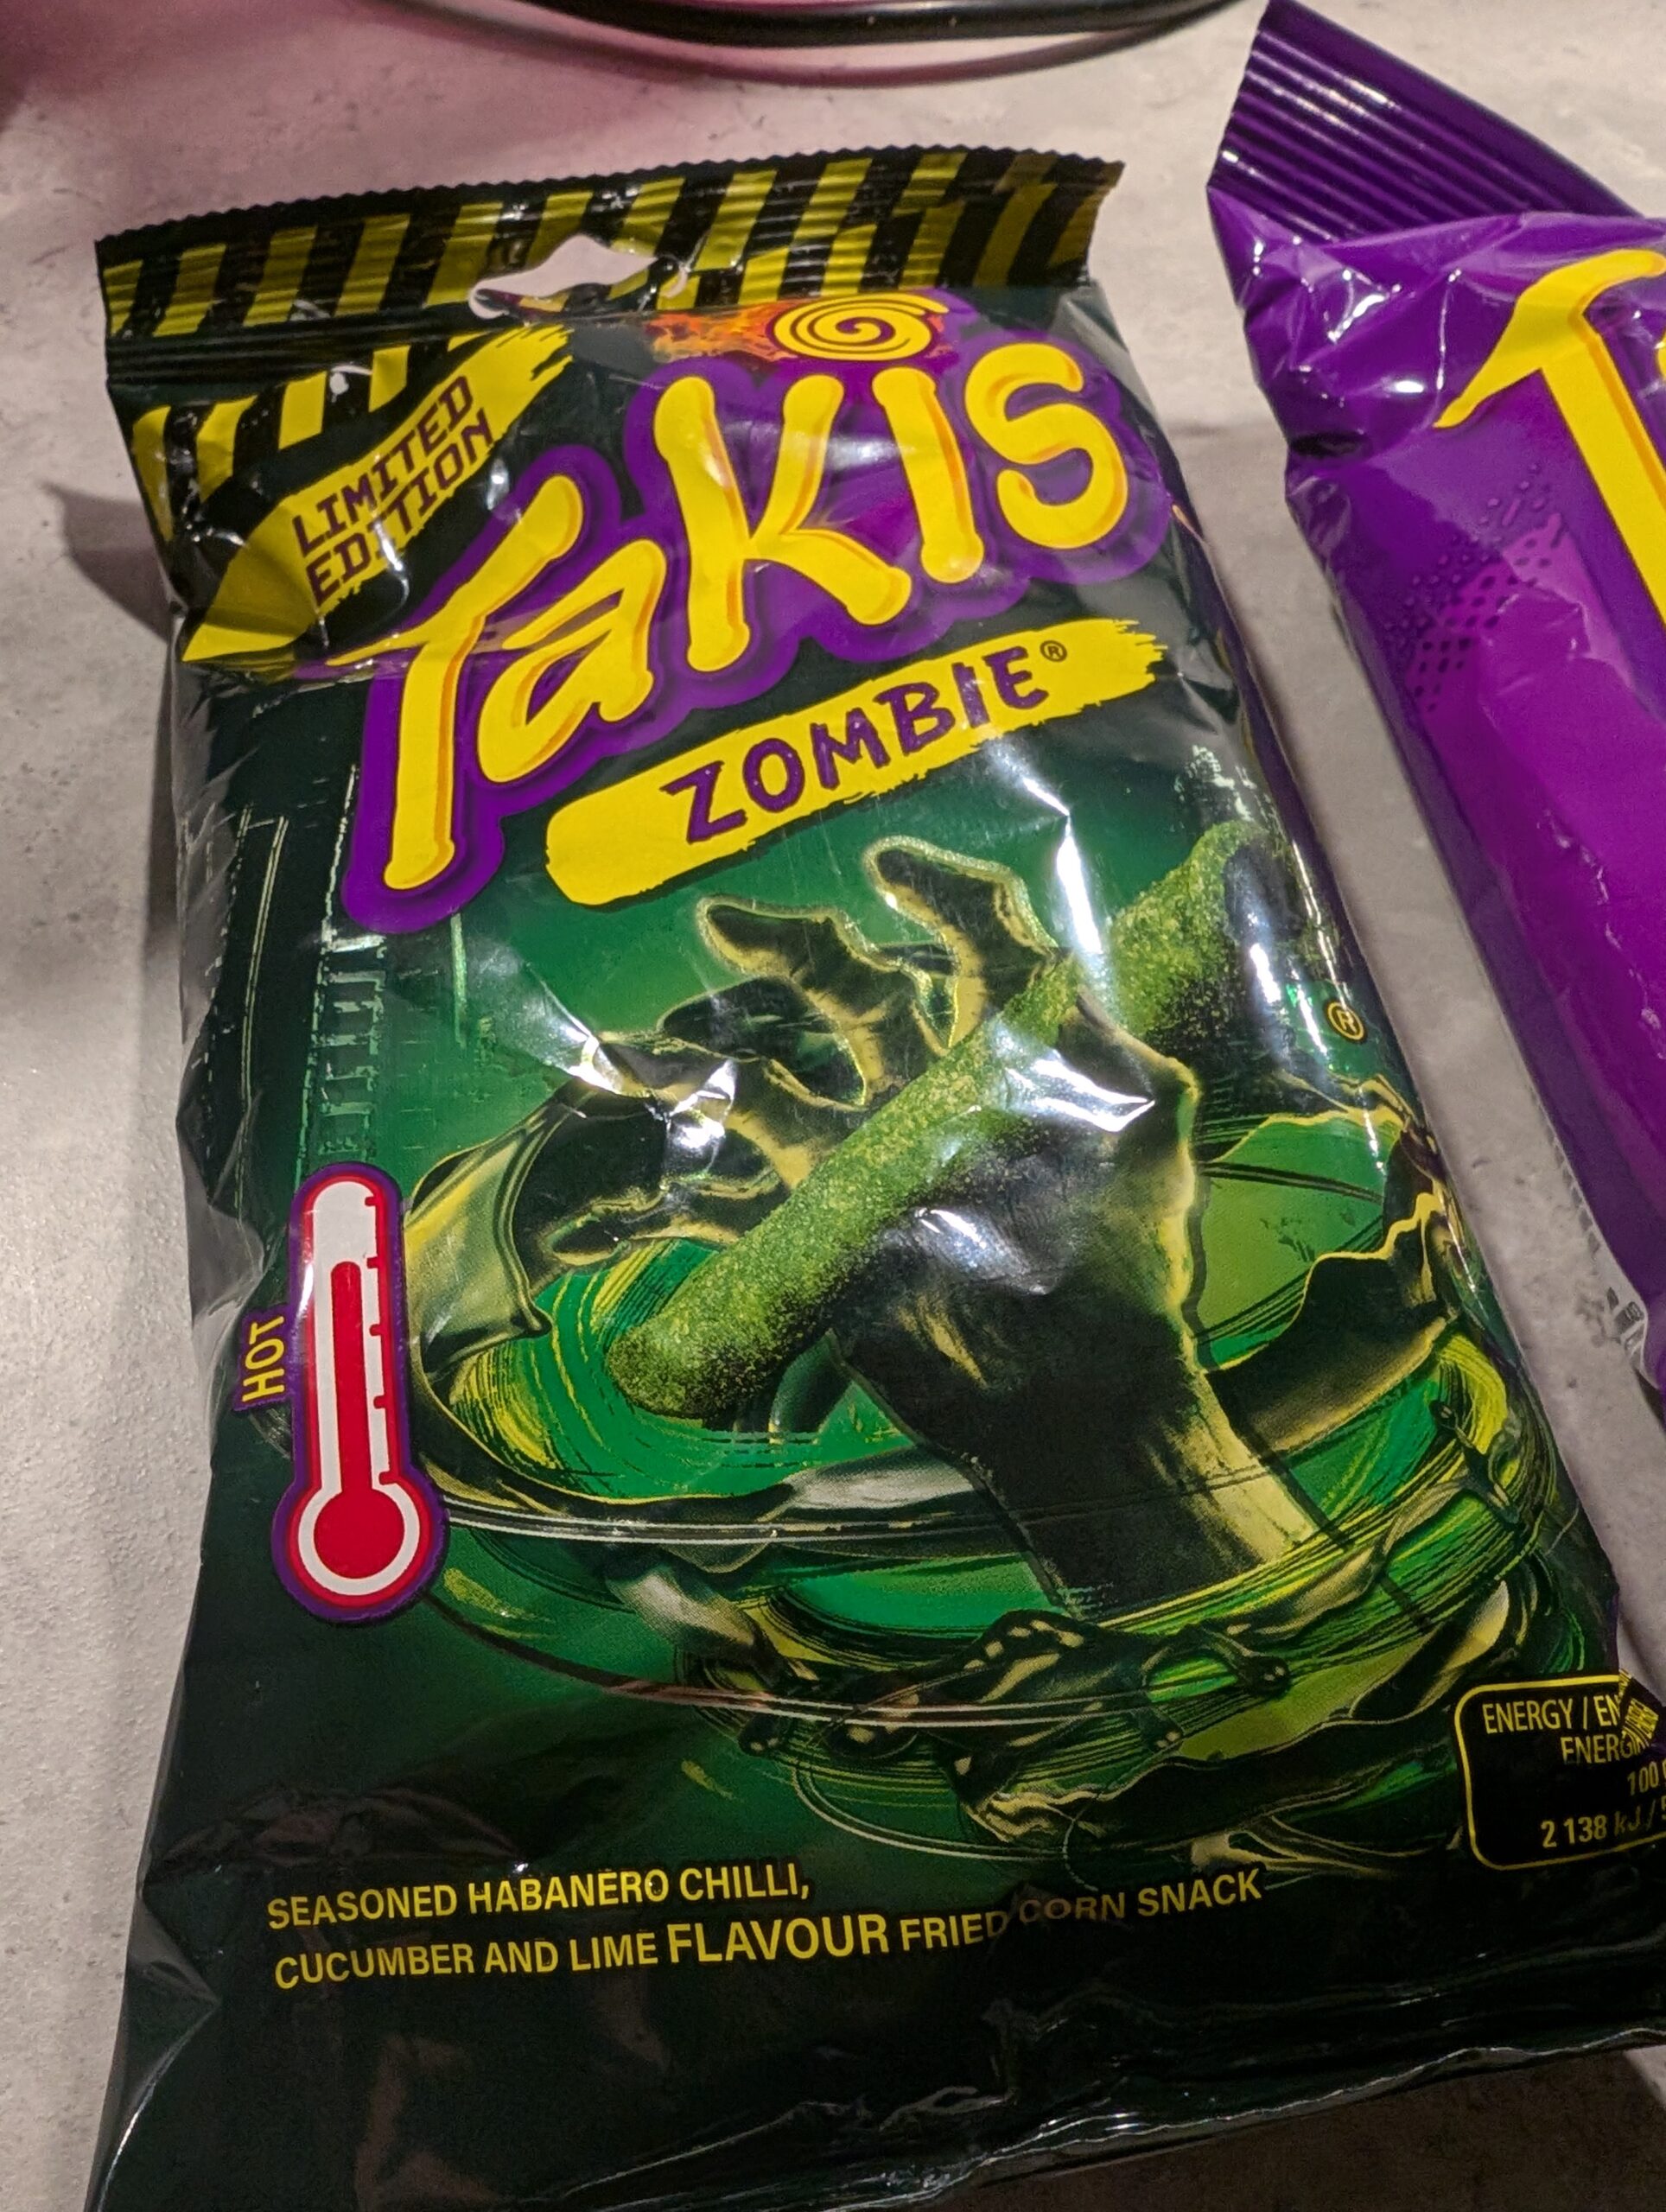 LIMITED
EDITION
Takis
ZOMBIE®
®
HOT
ENERGY /
100
2 138 kJ /
SEASONED HABANERO CHILLI,
CUCUMBER AND LIME FLAVOUR FRIED CORN SNACK